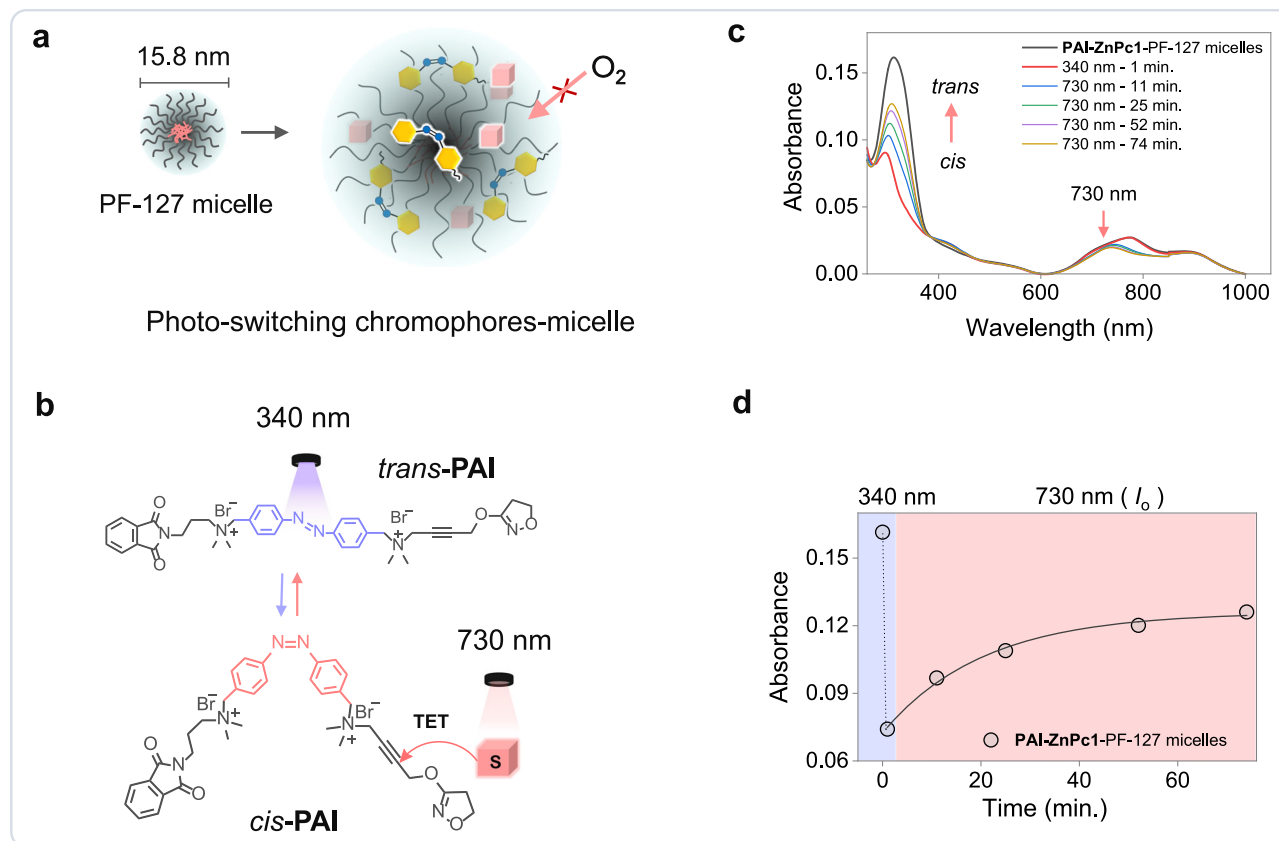 a
15.8 nm
PF-127 micelle
O2
Photo-switching chromophores-micelle
b
340 nm
trans-PAI
O
N
O
Br⁻
N+
N=N
Br⁻
N+
O
N
O
730 nm
N=N
Br⁻
N+
Br⁻
N+
TET
S
O
N
O
O
N
O
cis-PAI
c
PAI-ZnPc1-PF-127 micelles
340 nm - 1 min.
730 nm - 11 min.
730 nm - 25 min.
730 nm - 52 min.
730 nm - 74 min.
trans
cis
730 nm
Absorbance
0.15
0.10
0.05
0.00
400
600
800
1000
Wavelength (nm)
d
340 nm
730 nm ( Io )
Absorbance
0.15
0.12
0.09
0.06
PAI-ZnPc1-PF-127 micelles
0
20
40
60
Time (min.)